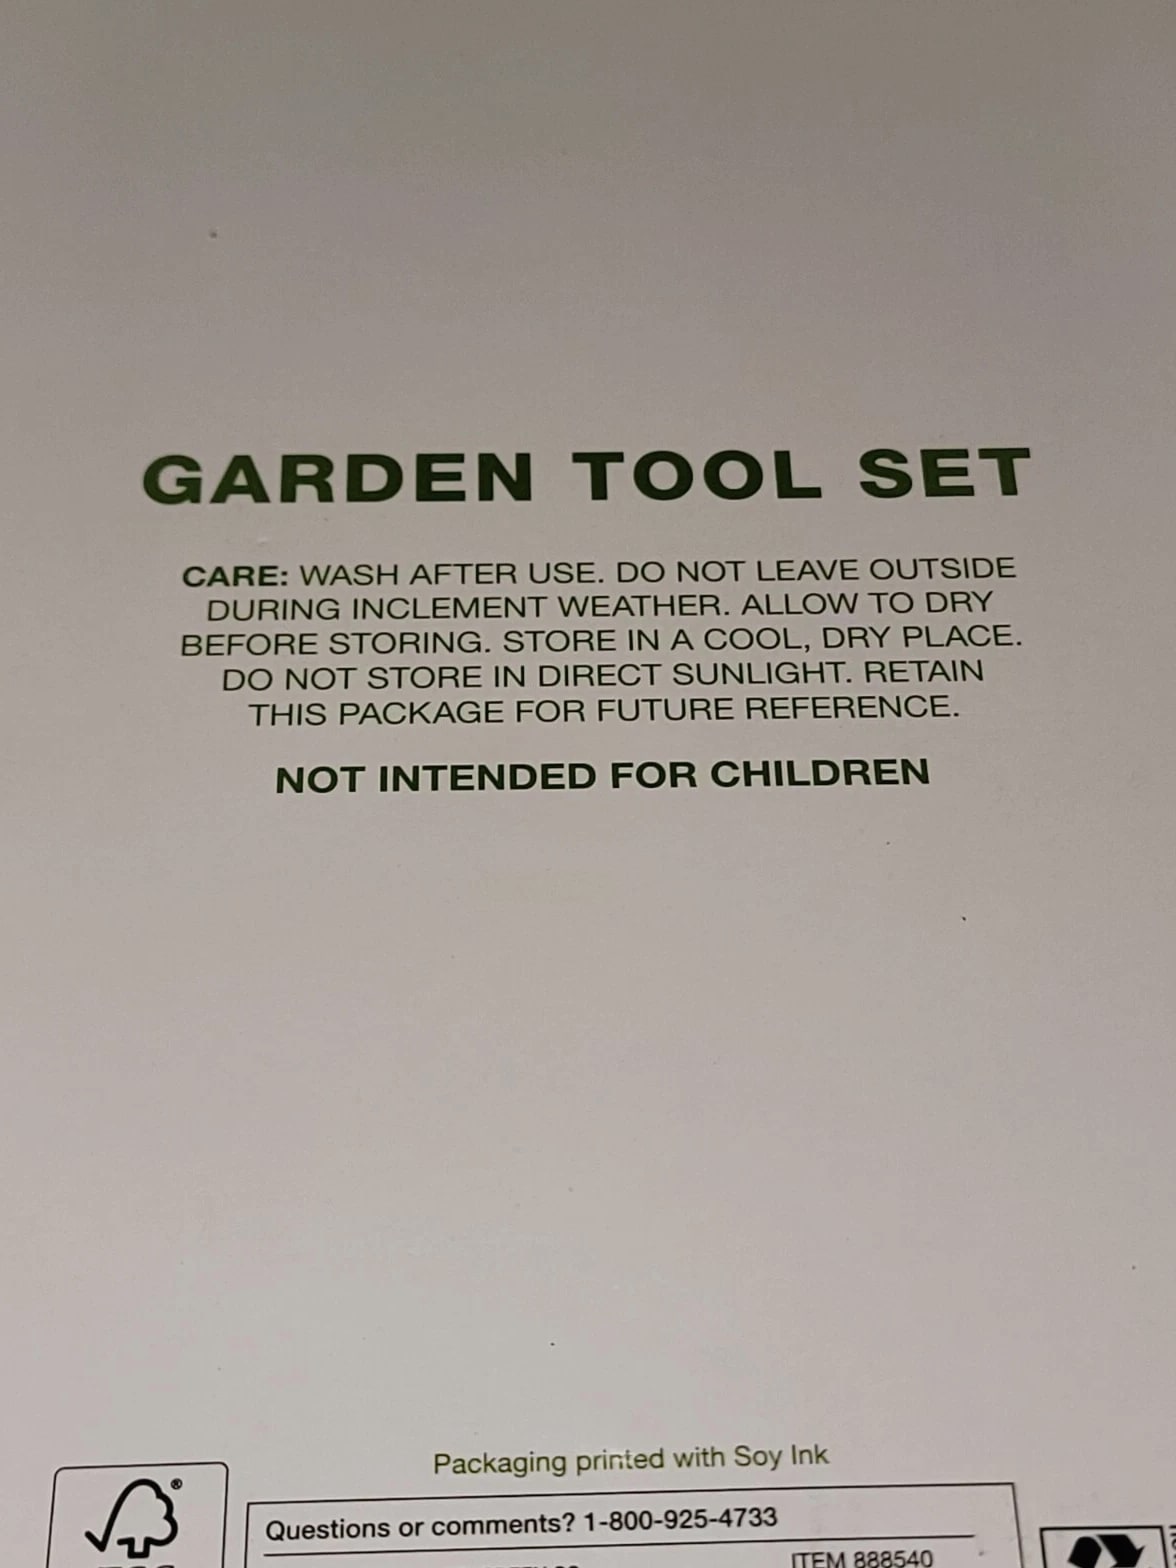 GARDEN TOOL SET
CARE: WASH AFTER USE. DO NOT LEAVE OUTSIDE
DURING INCLEMENT WEATHER. ALLOW TO DRY
BEFORE STORING. STORE IN A COOL, DRY PLACE.
DO NOT STORE IN DIRECT SUNLIGHT. RETAIN
THIS PACKAGE FOR FUTURE REFERENCE.
NOT INTENDED FOR CHILDREN
Packaging printed with Soy Ink
®
Questions or comments? 1-800-925-4733
ITEM 888540